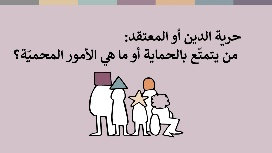 حرية الدين أو المعتقد:
من يتمتّع بالحماية أو ما هي الأمور المحميّة؟